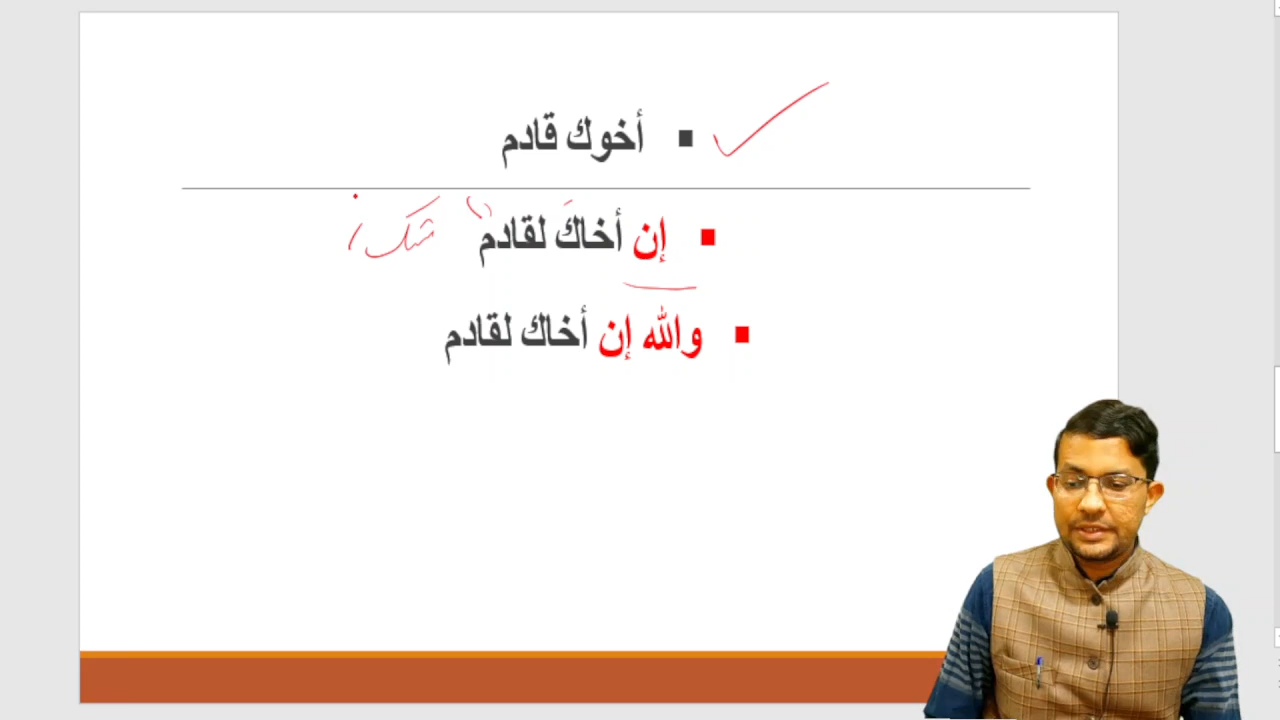 أخوك قادم
إن أخاكَ لقادم شك
والله إن أخاك لقادم